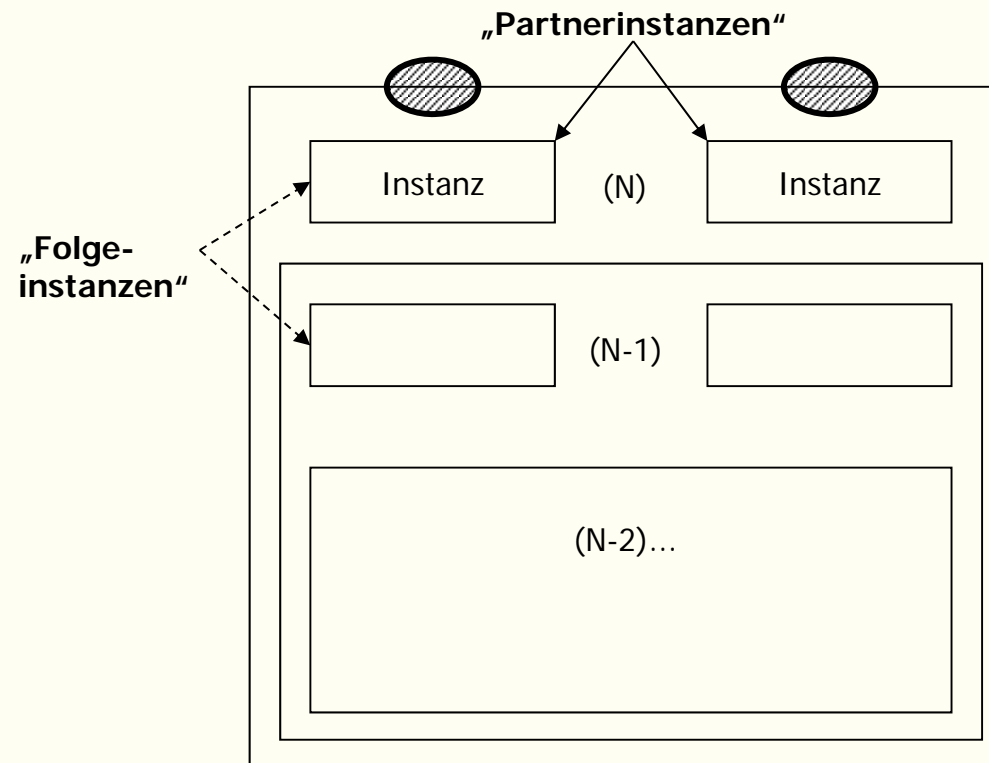 „Partnerinstanzen“
Instanz
(N)
Instanz
„Folge-
instanzen“
(N-1)
(N-2)…